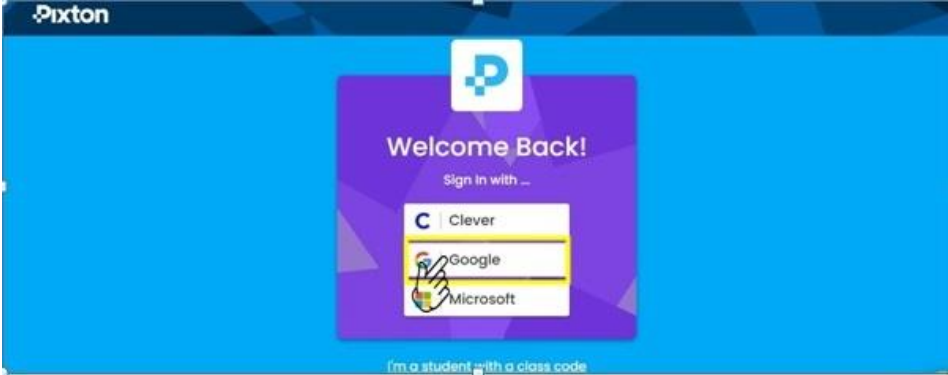 Pixton
Welcome Back!
Sign In with ...
Clever
Google
Microsoft
I'm a student with a class code